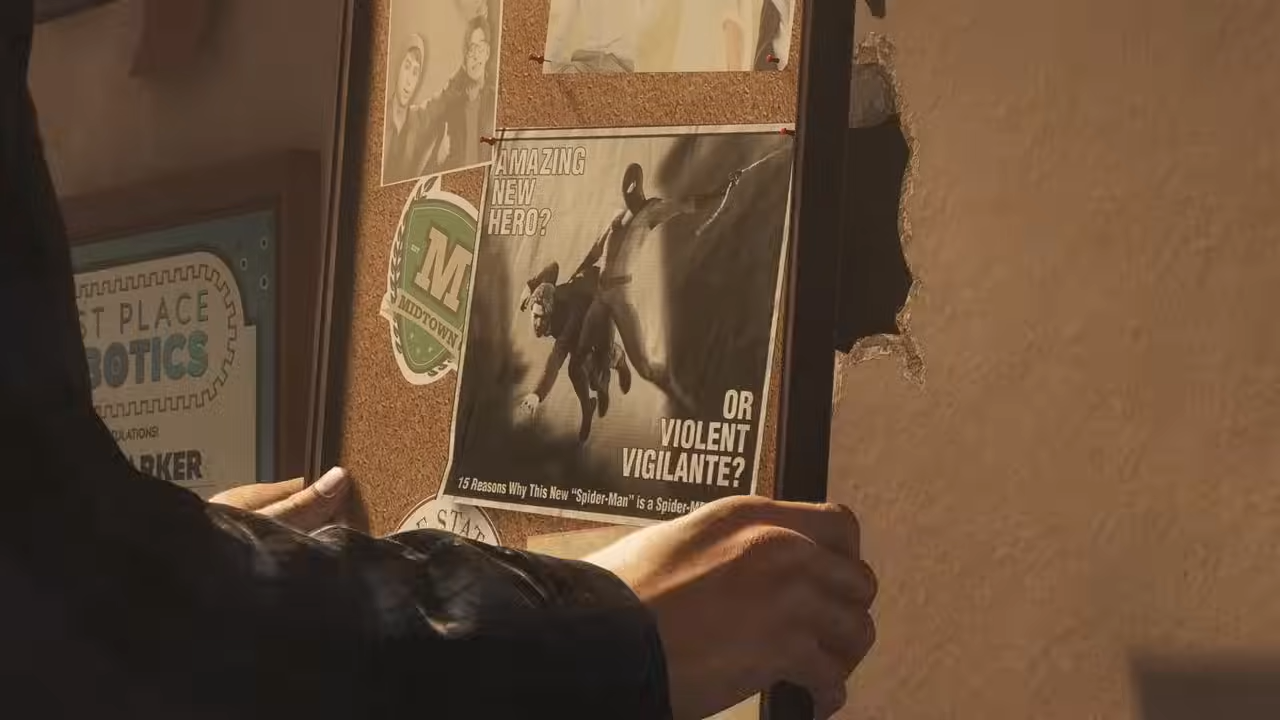 AMAZING
NEW
HERO?
M
MIDTOWN
ST PLACE
BOTICS
ULATIONS!
ARKER
OR
VIOLENT
VIGILANTE?
15 Reasons Why This New "Spider-Man" is a Spider-M
E STAT